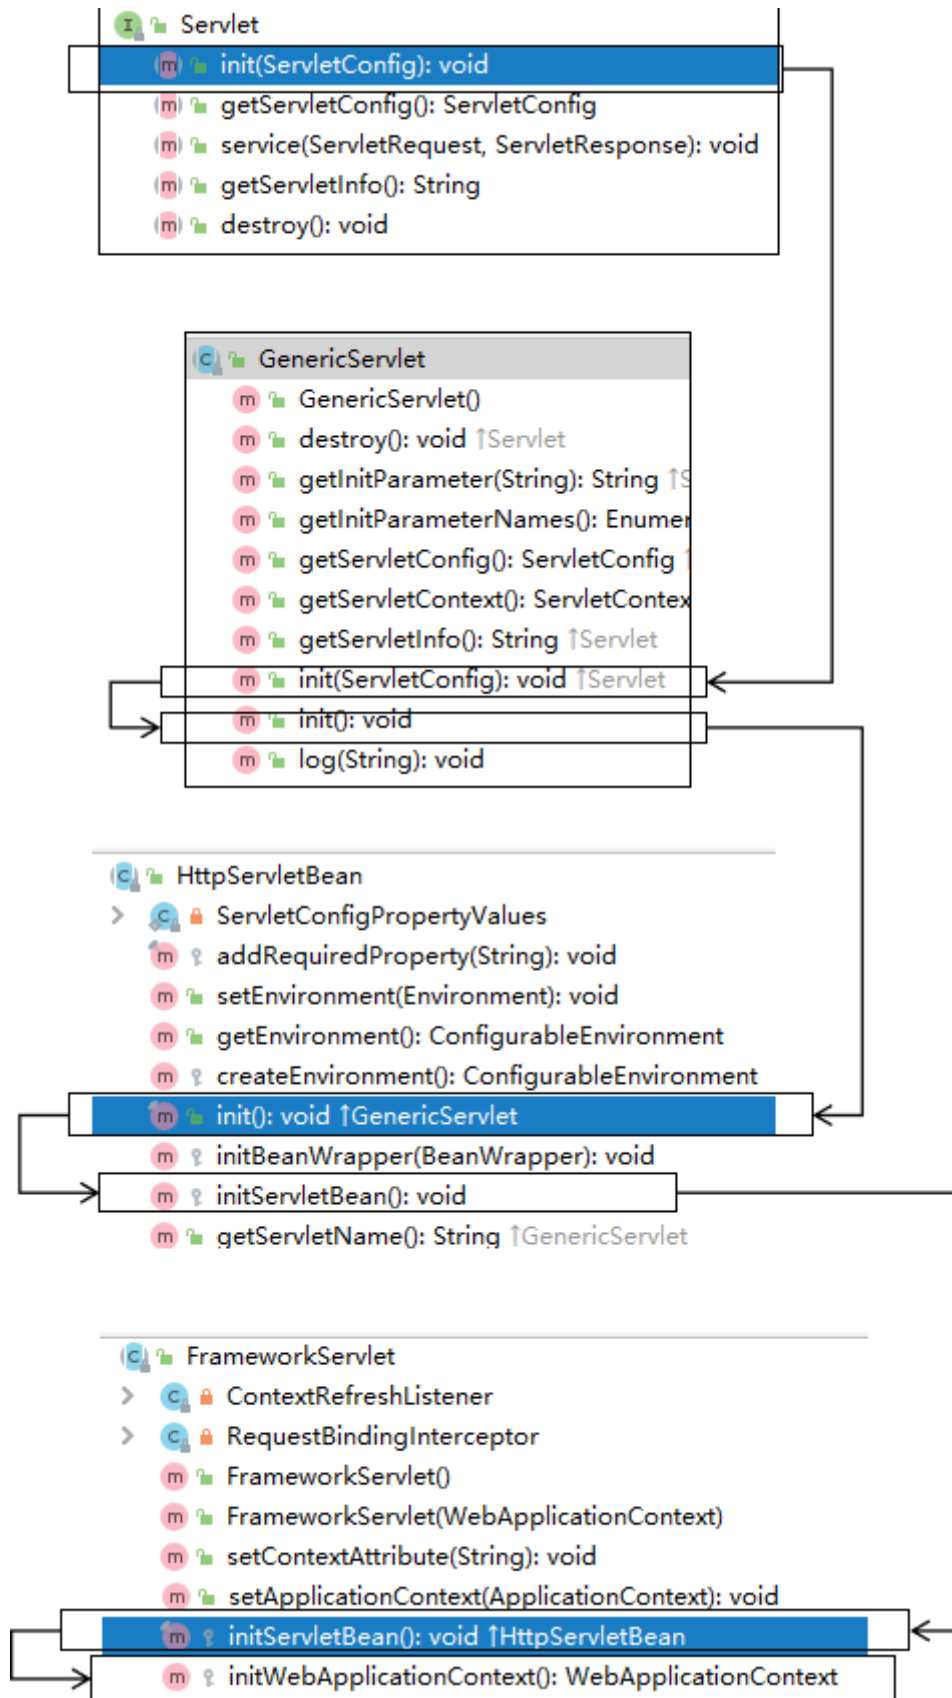 Servlet
init(ServletConfig): void
getServletConfig(): ServletConfig
service(ServletRequest, ServletResponse): void
getServletInfo(): String
destroy(): void
GenericServlet
GenericServlet()
destroy(): void ↑Servlet
getInitParameter(String): String ↑S
getInitParameterNames(): Enumer
getServletConfig(): ServletConfig ↑
getServletContext(): ServletContex
getServletInfo(): String ↑Servlet
init(ServletConfig): void ↑Servlet
init(): void
log(String): void
HttpServletBean
ServletConfigPropertyValues
addRequiredProperty(String): void
setEnvironment(Environment): void
getEnvironment(): ConfigurableEnvironment
createEnvironment(): ConfigurableEnvironment
init(): void ↑GenericServlet
initBeanWrapper(BeanWrapper): void
initServletBean(): void
getServletName(): String ↑GenericServlet
FrameworkServlet
ContextRefreshListener
RequestBindingInterceptor
FrameworkServlet()
FrameworkServlet(WebApplicationContext)
setContextAttribute(String): void
setApplicationContext(ApplicationContext): void
initServletBean(): void ↑HttpServletBean
initWebApplicationContext(): WebApplicationContext